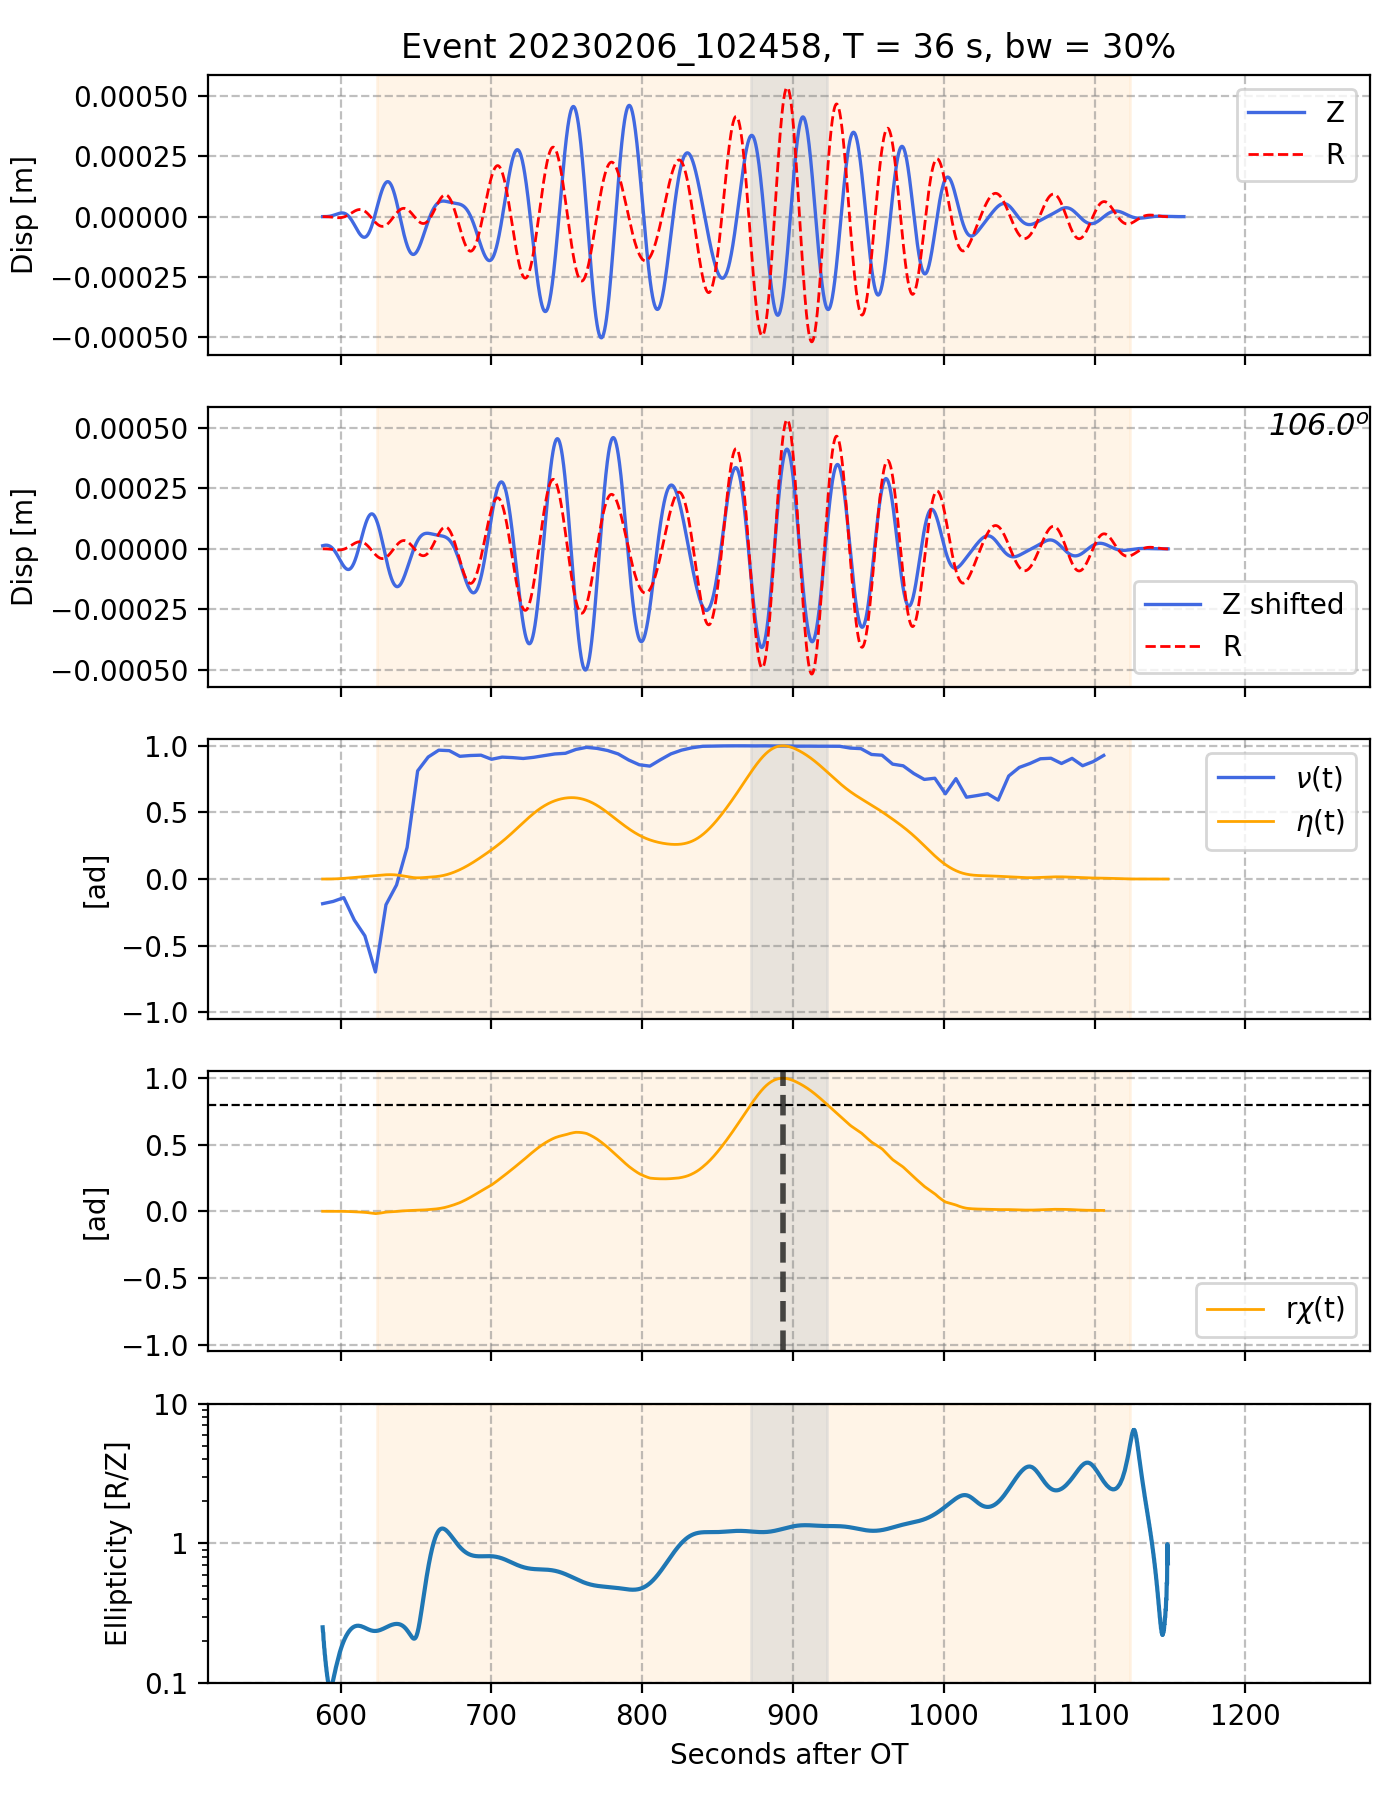 Event 20230206_102458, T = 36 s, bw = 30%
0.00050
0.00025
0.00000
−0.00025
−0.00050
Disp [m]
Z
R
0.00050
0.00025
0.00000
−0.00025
−0.00050
Disp [m]
106.0º
Z shifted
R
1.0
0.5
0.0
−0.5
−1.0
[ad]
ν(t)
η(t)
1.0
0.5
0.0
−0.5
−1.0
[ad]
rχ(t)
10
1
0.1
Ellipticity [R/Z]
600 700 800 900 1000 1100 1200
Seconds after OT